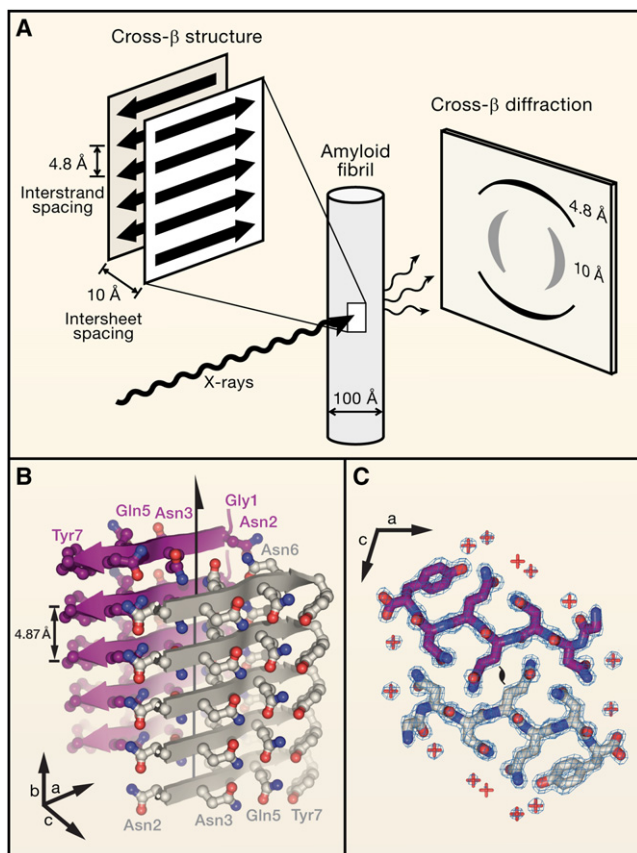 A
Cross-β structure
4.8 Å
Interstrand
spacing
10 Å
Intersheet
spacing
X-rays
Amyloid
fibril
100 Å
Cross-β diffraction
4.8 Å
10 Å
B
Tyr7
Gln5
Asn3
Gly1
Asn2
Asn6
4.87Å
b
a
c
Asn2
Asn3
Gln5
Tyr7
C
a
c